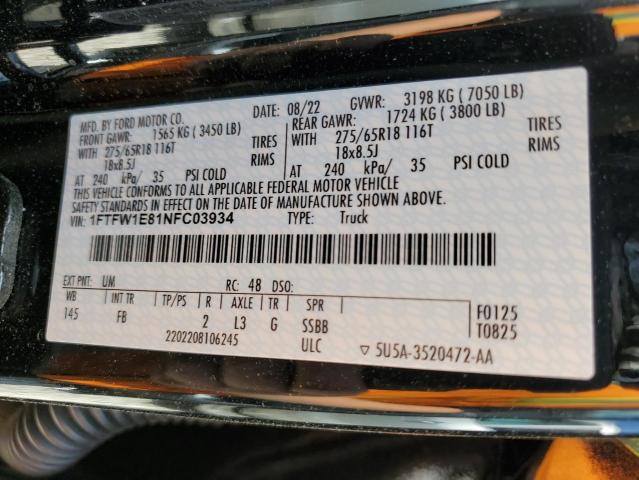 MFD. BY FORD MOTOR CO.
DATE: 08/22 GVWR: 3198 KG ( 7050 LB)
FRONT GAWR: 1565 KG ( 3450 LB)
REAR GAWR: 1724 KG ( 3800 LB)
WITH 275/65R18 116T TIRES
WITH 275/65R18 116T TIRES
18x8.5J RIMS
18x8.5J RIMS
AT 240 kPa/ 35 PSI COLD
AT 240 kPa/ 35 PSI COLD
THIS VEHICLE CONFORMS TO ALL APPLICABLE FEDERAL MOTOR VEHICLE
SAFETY STANDARDS IN EFFECT ON THE DATE OF MANUFACTURE SHOWN ABOVE.
VIN: 1FTFW1E81NFC03934 TYPE: Truck
EXT PNT: UM RC: 48 DSO:
WB INT TR TP/PS R AXLE TR SPR F0125
145 FB 2 L3 G SSBB T0825
2202208106245 ULC ▽ 5U5A-3520472-AA